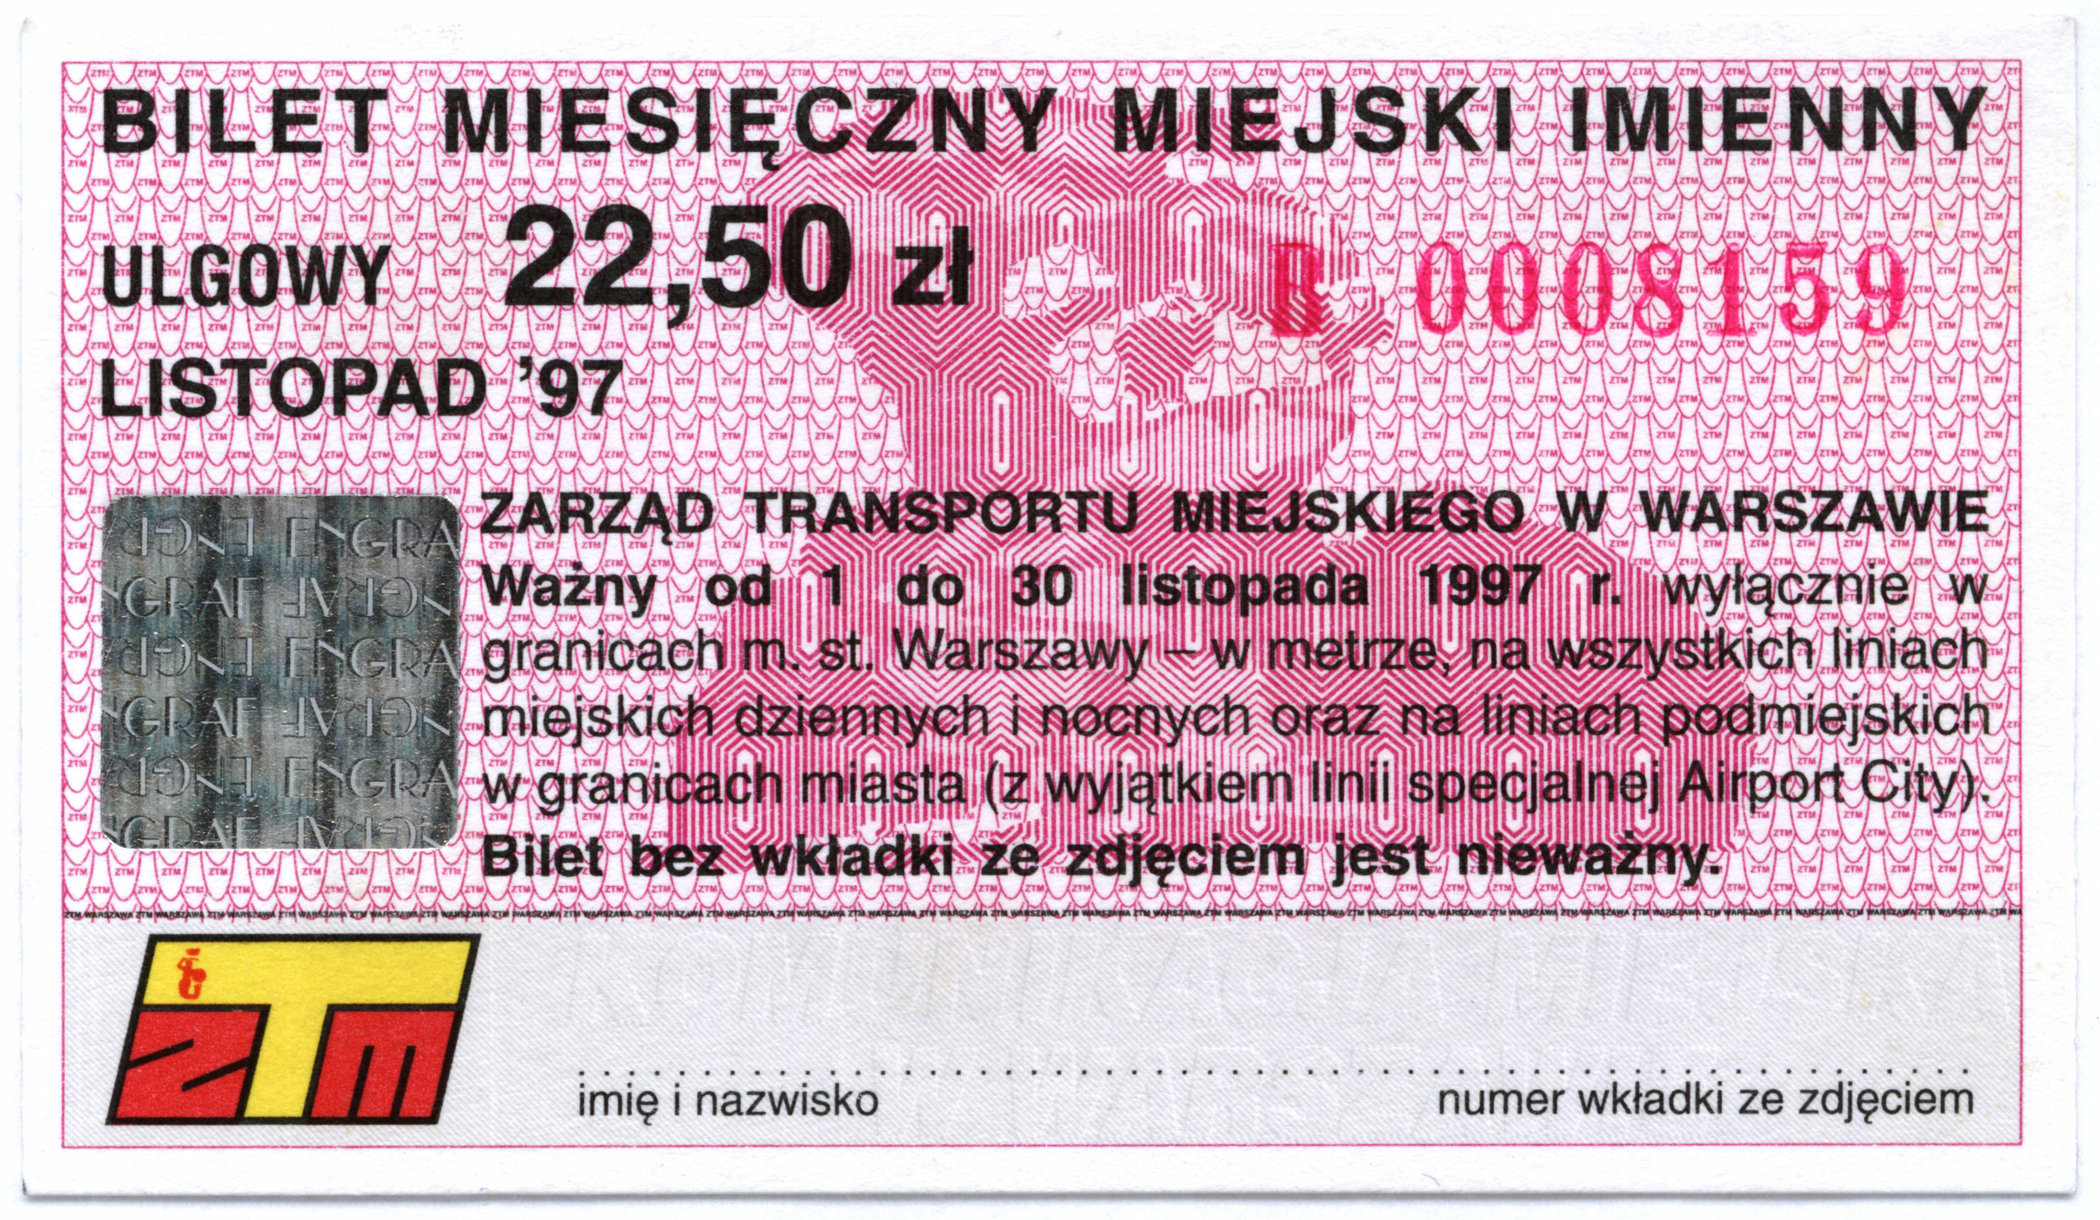 BILET MIESIĘCZNY MIEJSKI IMIENNY
ULGOWY 22,50 zł
0008159
LISTOPAD '97
ZARZĄD TRANSPORTU MIEJSKIEGO W WARSZAWIE
Ważny od 1 do 30 listopada 1997 r. wyłącznie w
granicach m. st. Warszawy – w metrze, na wszystkich liniach
miejskich dziennych i nocnych oraz na liniach podmiejskich
w granicach miasta (z wyjątkiem linii specjalnej Airport City).
Bilet bez wkładki ze zdjęciem jest nieważny.
ZTM
imię i nazwisko
numer wkładki ze zdjęciem